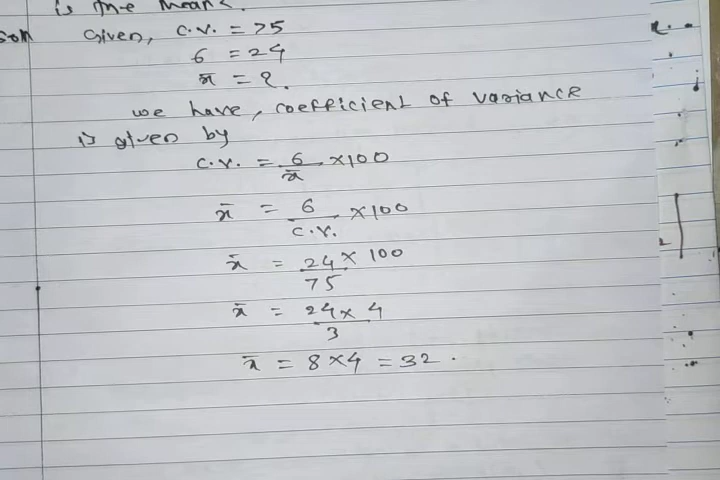 is the means.
Soln Given, C.V. = 75
σ = 24
x̄ = ?
we have, coefficient of variance
is given by
C.V. = σ/x̄ ×100
x̄ = σ/C.V. ×100
x̄ = 24 × 100/75
x̄ = 24 × 4/3
x̄ = 8 × 4 = 32.